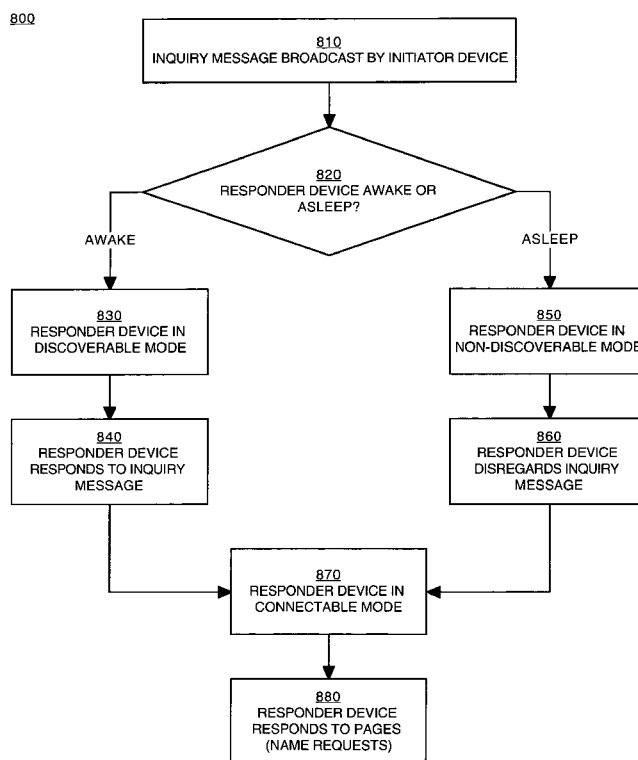 800
810
INQUIRY MESSAGE BROADCAST BY INITIATOR DEVICE
820
RESPONDER DEVICE AWAKE OR
ASLEEP?
AWAKE
ASLEEP
830
RESPONDER DEVICE IN
DISCOVERABLE MODE
850
RESPONDER DEVICE IN
NON-DISCOVERABLE MODE
840
RESPONDER DEVICE
RESPONDS TO INQUIRY
MESSAGE
860
RESPONDER DEVICE
DISREGARDS INQUIRY
MESSAGE
870
RESPONDER DEVICE IN
CONNECTABLE MODE
880
RESPONDER DEVICE
RESPONDS TO PAGES
(NAME REQUESTS)